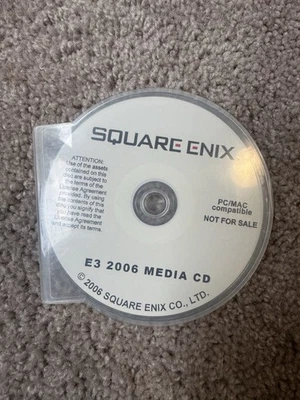 SQUARE ENIX
ATTENTION:
Use of the assets
contained on this
disk are subject to
the terms of the
License Agreement
provided. By using
the contents of this
disk you signify that
you have read the
License Agreement
and accept its terms.
PC/MAC
compatible
NOT FOR SALE
E3 2006 MEDIA CD
© 2006 SQUARE ENIX CO., LTD.